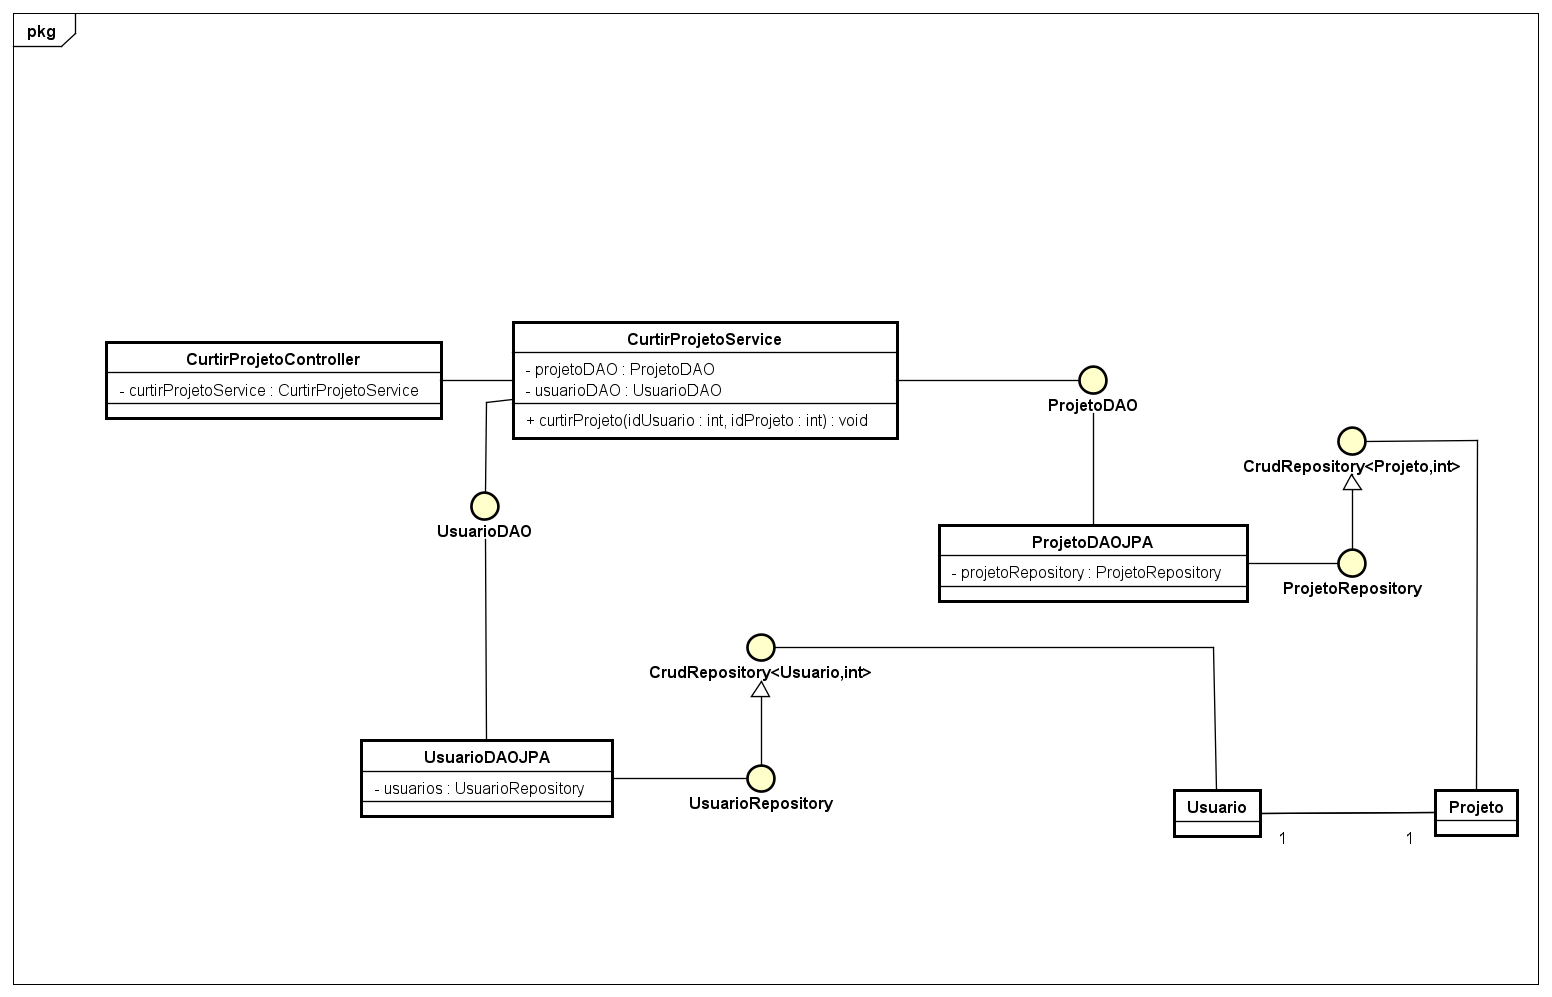 pkg
CurtirProjetoController
- curtirProjetoService : CurtirProjetoService
CurtirProjetoService
- projetoDAO : ProjetoDAO
- usuarioDAO : UsuarioDAO
+ curtirProjeto(idUsuario : int, idProjeto : int) : void
ProjetoDAO
CrudRepository<Projeto,int>
UsuarioDAO
ProjetoDAOJPA
- projetoRepository : ProjetoRepository
ProjetoRepository
CrudRepository<Usuario,int>
UsuarioDAOJPA
- usuarios : UsuarioRepository
UsuarioRepository
Usuario
Projeto
1
1